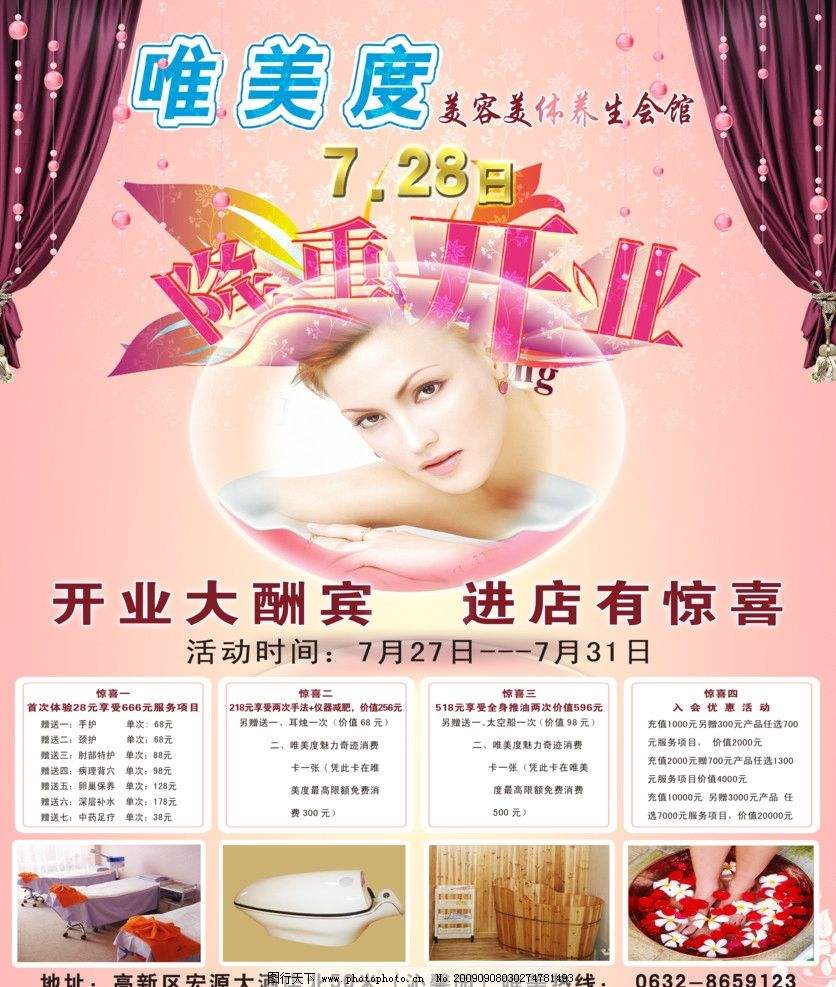 唯美度 美容美体养生会馆
7.28日
隆重开业
ng
开业大酬宾 进店有惊喜
活动时间：7月27日---7月31日
惊喜一
首次体验28元享受666元服务项目
赠送一：手护 单次：68元
赠送二：颈护 单次：68元
赠送三：肘部特护 单次：88元
赠送四：病理背穴 单次：98元
赠送五：卵巢保养 单次：128元
赠送六：深层补水 单次：178元
赠送七：中药足疗 单次：38元
惊喜二
218元享受两次手法+仪器减肥，价值256元
另赠送一、耳烛一次（价值68元）
二、唯美度魅力奇迹消费
卡一张（凭此卡在唯
美度最高限额免费消
费300元）
惊喜三
518元享受全身推油两次价值596元
另赠送一、太空船一次（价值98元）
二、唯美度魅力奇迹消费
卡一张（凭此卡在唯美
度最高限额免费消费
500元）
惊喜四
入会优惠活动
充值1000元另赠300元产品任选700
元服务项目， 价值2000元
充值2000元赠700元产品任选1300
元服务项目价值4000元
充值10000元 另赠3000元产品 任
选7000元服务项目、价值20000元
地址：高新区安源大酒 0632-8659123
图行天下 www.photophoto.cn No.20090908030274781493